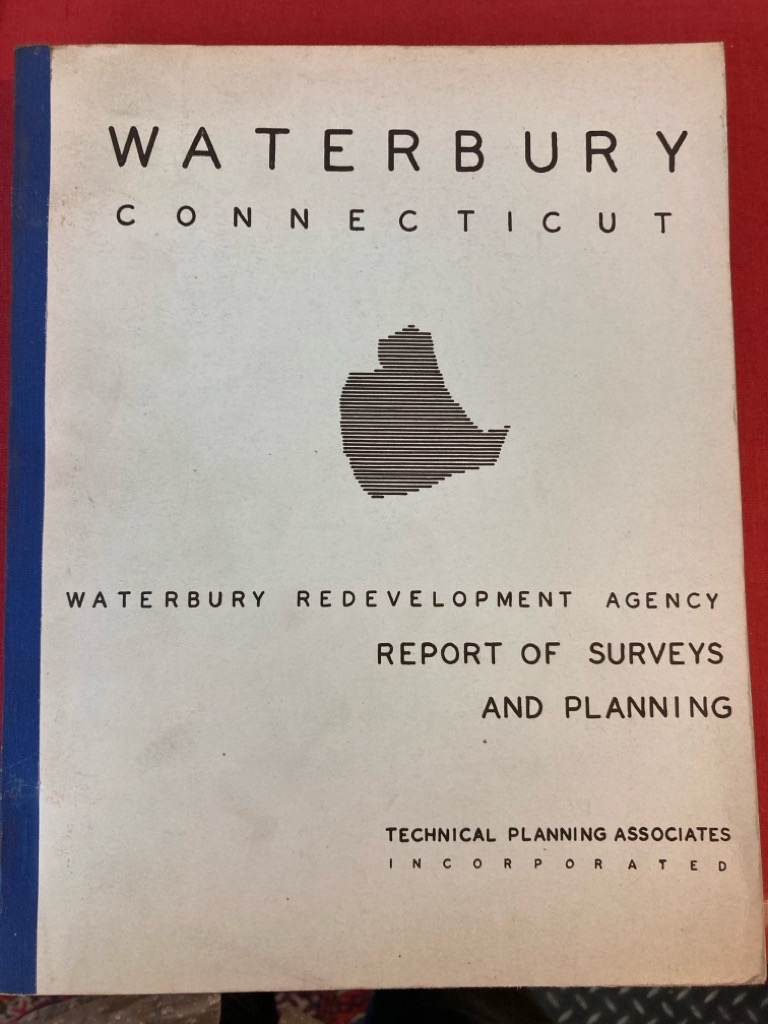 WATERBURY
CONNECTICUT
WATERBURY REDEVELOPMENT AGENCY
REPORT OF SURVEYS
AND PLANNING
TECHNICAL PLANNING ASSOCIATES
INCORPORATED